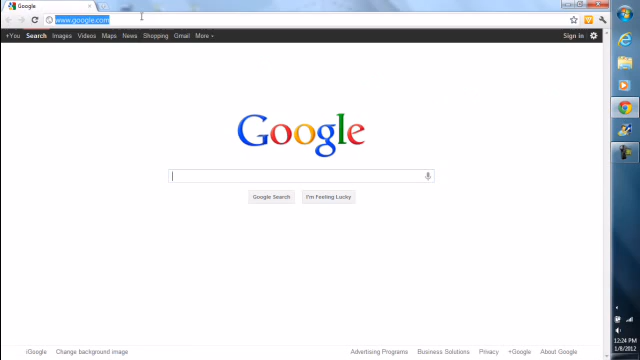 Google
www.google.com
+You Search Images Videos Maps News Shopping Gmail More Sign in
Google
Google Search I'm Feeling Lucky
iGoogle Change background image Advertising Programs Business Solutions Privacy +Google About Google
12:24 PM
1/8/2012